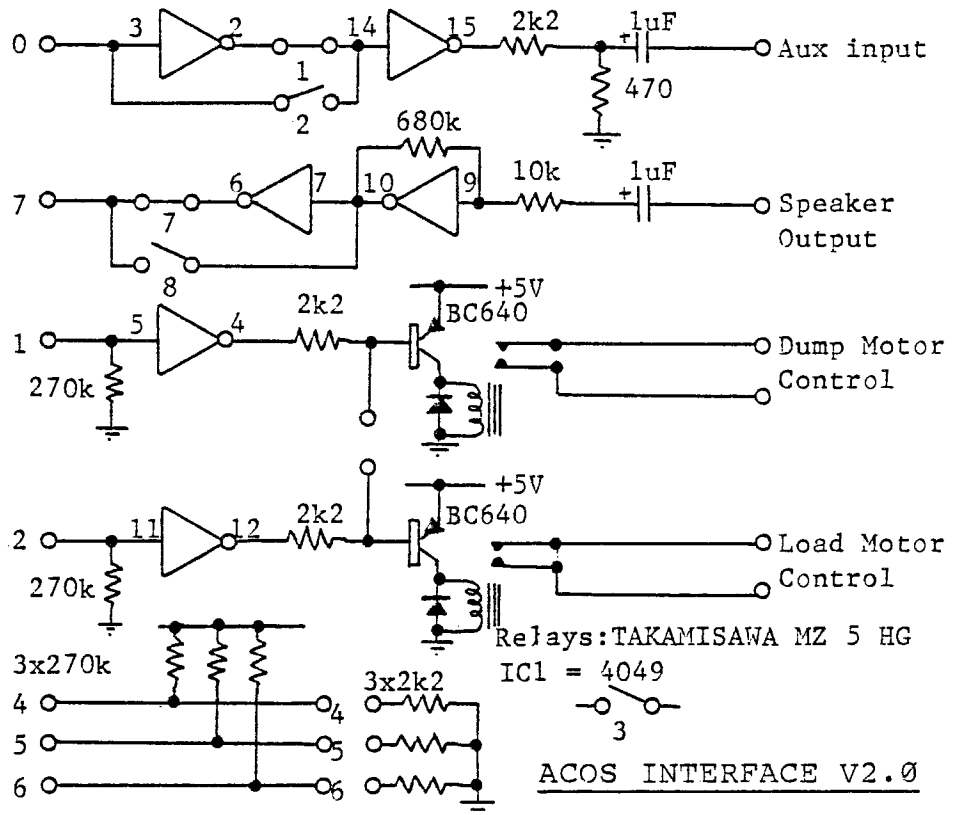 0 3 2 14 15 2k2 +1uF Aux input
1
2
470
680k
7 6 7 10 9 10k +1uF Speaker
Output
7
8
+5V
2k2 BC640
1 5 4 Dump Motor
Control
270k
+5V
2k2 BC640
2 11 12 Load Motor
Control
270k
Relays:TAKAMISAWA MZ 5 HG
3x270k 3x2k2 IC1 = 4049
4 4
3
5 5
6 6
ACOS INTERFACE V2.0